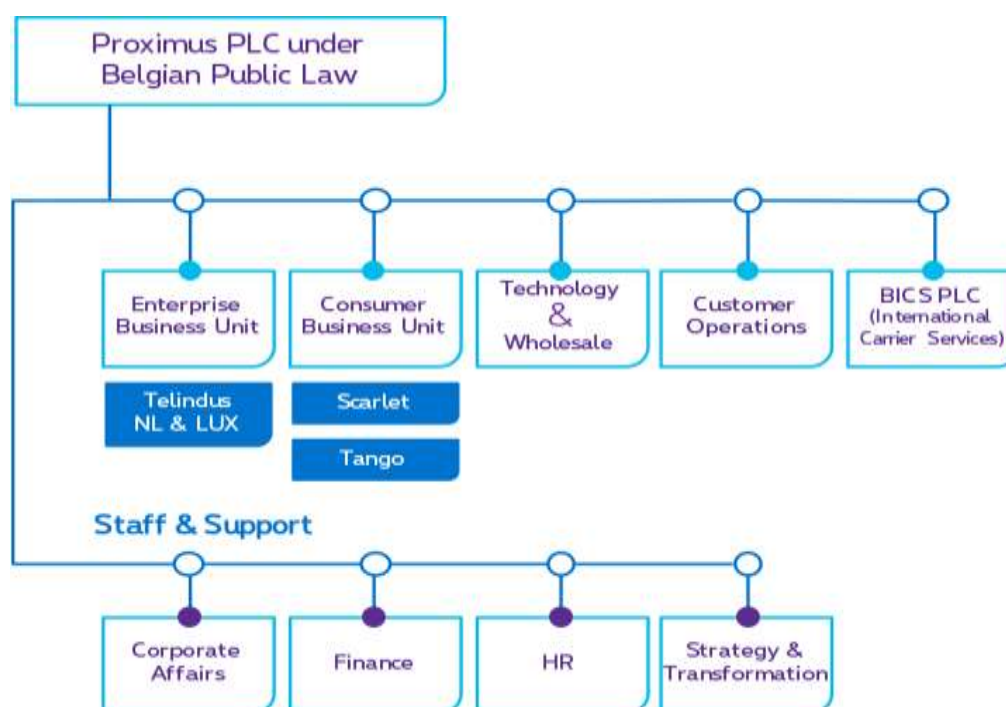 Proximus PLC under
Belgian Public Law
Enterprise
Business Unit
Consumer
Business Unit
Technology
&
Wholesale
Customer
Operations
BICS PLC
(International
Carrier Services)
Telindus
NL & LUX
Scarlet
Tango
Staff & Support
Corporate
Affairs
Finance
HR
Strategy &
Transformation